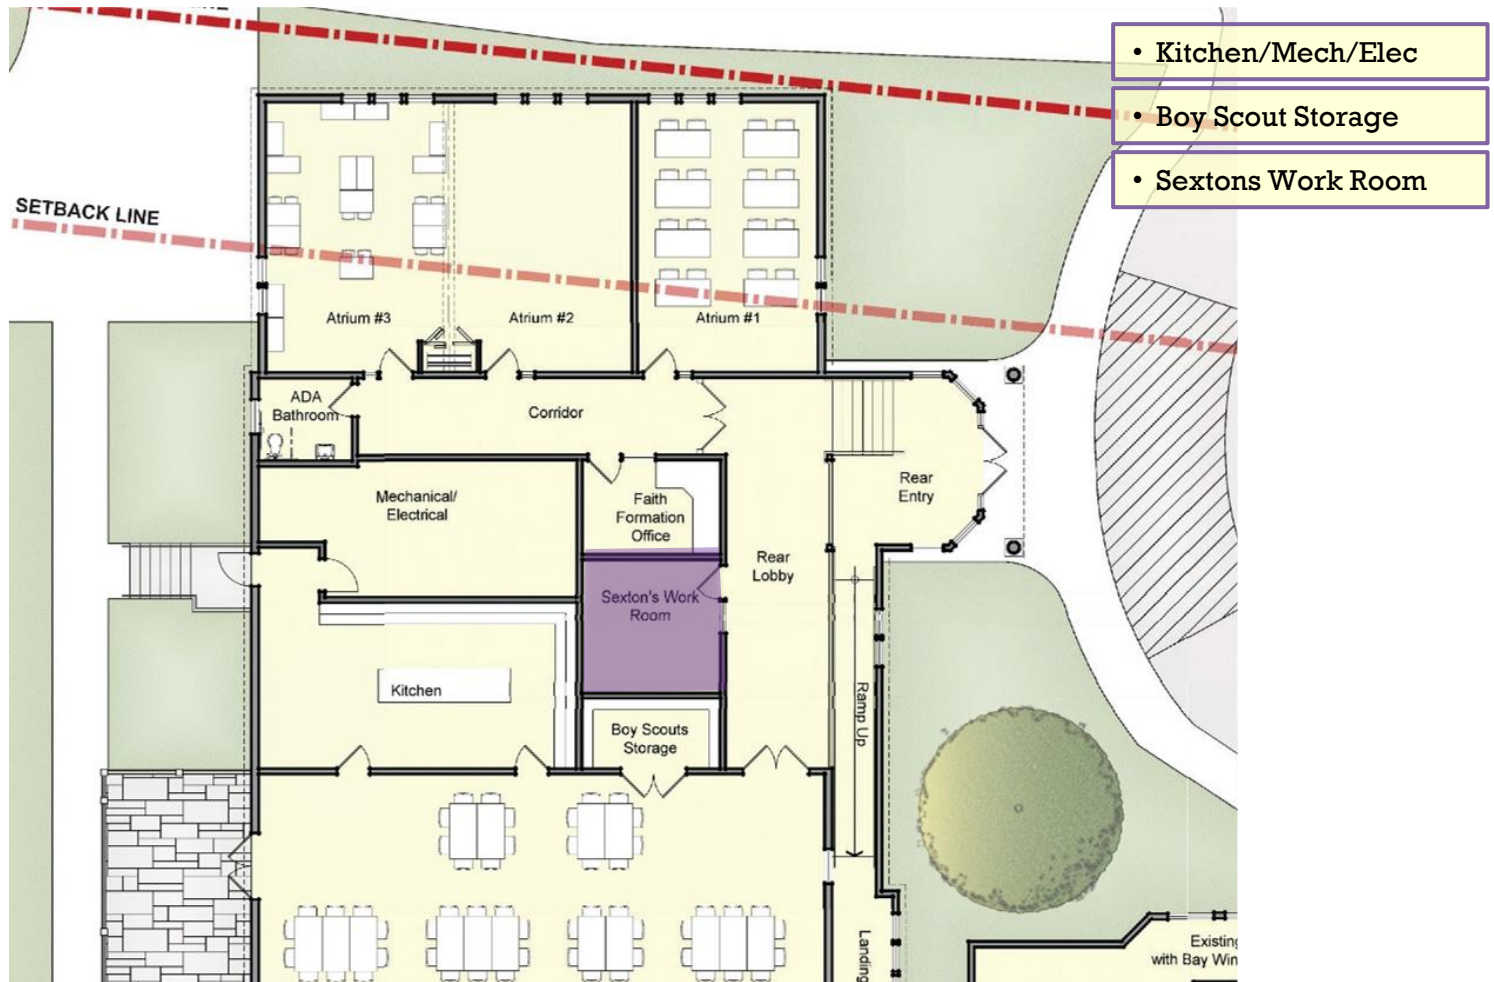 • Kitchen/Mech/Elec
• Boy Scout Storage
• Sextons Work Room
SETBACK LINE
Atrium #3
Atrium #2
Atrium #1
ADA
Bathroom
Corridor
Mechanical/
Electrical
Faith
Formation
Office
Rear
Entry
Rear
Lobby
Sexton's Work
Room
Kitchen
Boy Scouts
Storage
Ramp Up
Landing
Existing
with Bay Win